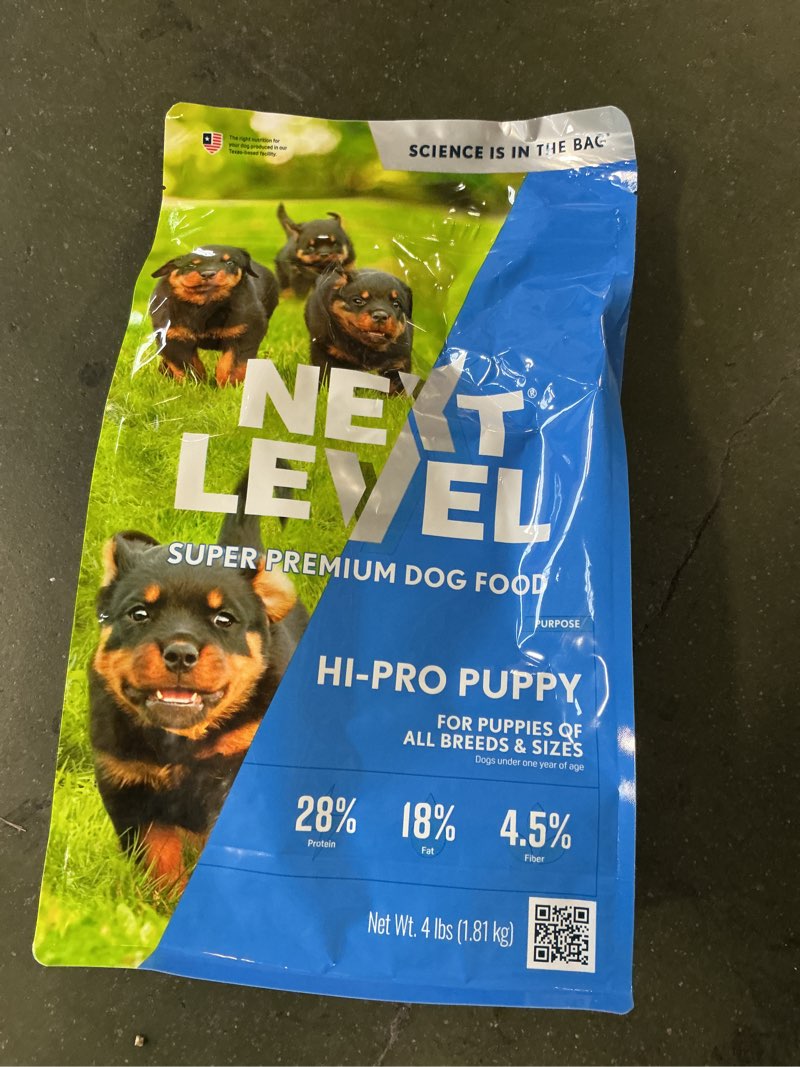 The right nutrition for
your dog produced in our
Texas-based facility.
SCIENCE IS IN THE BAG
NEXT®
LEVEL
SUPER PREMIUM DOG FOOD
PURPOSE
HI-PRO PUPPY
FOR PUPPIES OF
ALL BREEDS & SIZES
Dogs under one year of age
28% 18% 4.5%
Protein Fat Fiber
Net Wt. 4 lbs (1.81 kg)